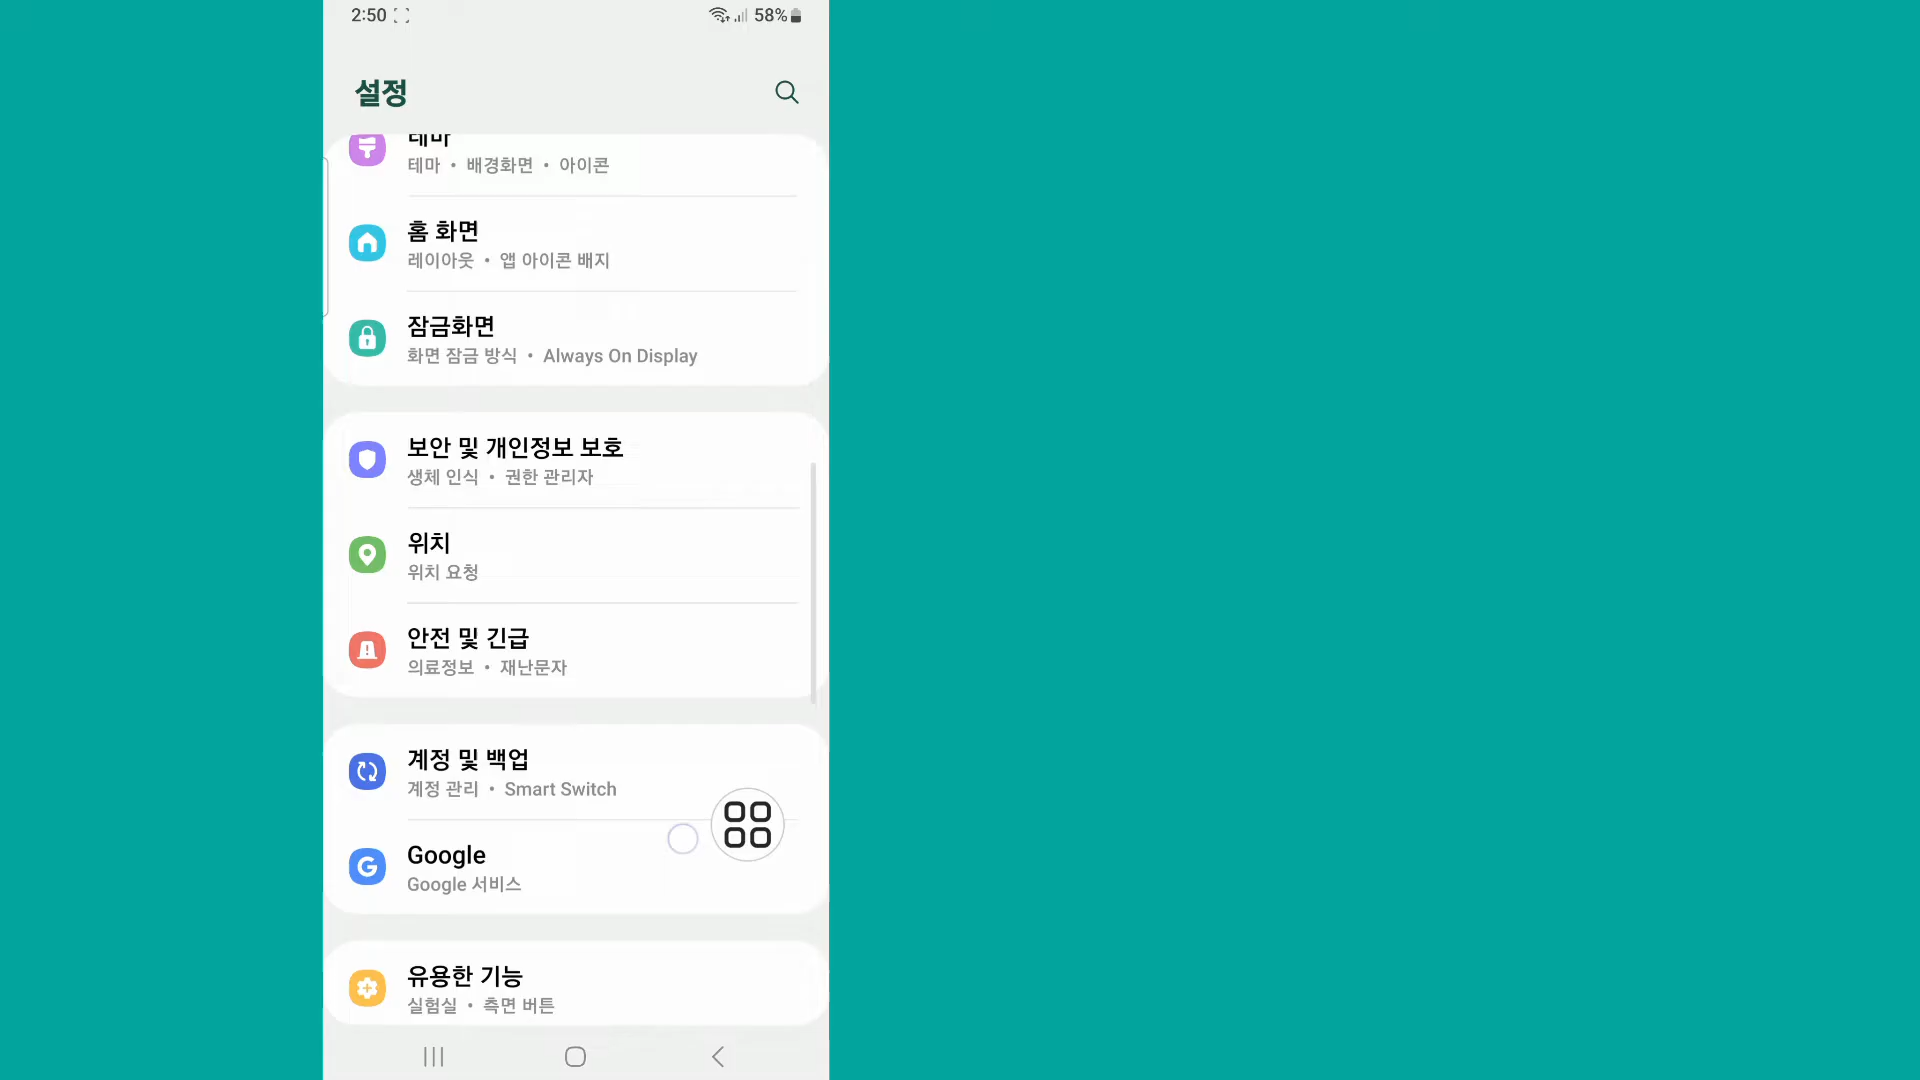 2:50
58%
설정
테마
테마 • 배경화면 • 아이콘
홈 화면
레이아웃 • 앱 아이콘 배지
잠금화면
화면 잠금 방식 • Always On Display
보안 및 개인정보 보호
생체 인식 • 권한 관리자
위치
위치 요청
안전 및 긴급
의료정보 • 재난문자
계정 및 백업
계정 관리 • Smart Switch
Google
Google 서비스
유용한 기능
실험실 • 측면 버튼